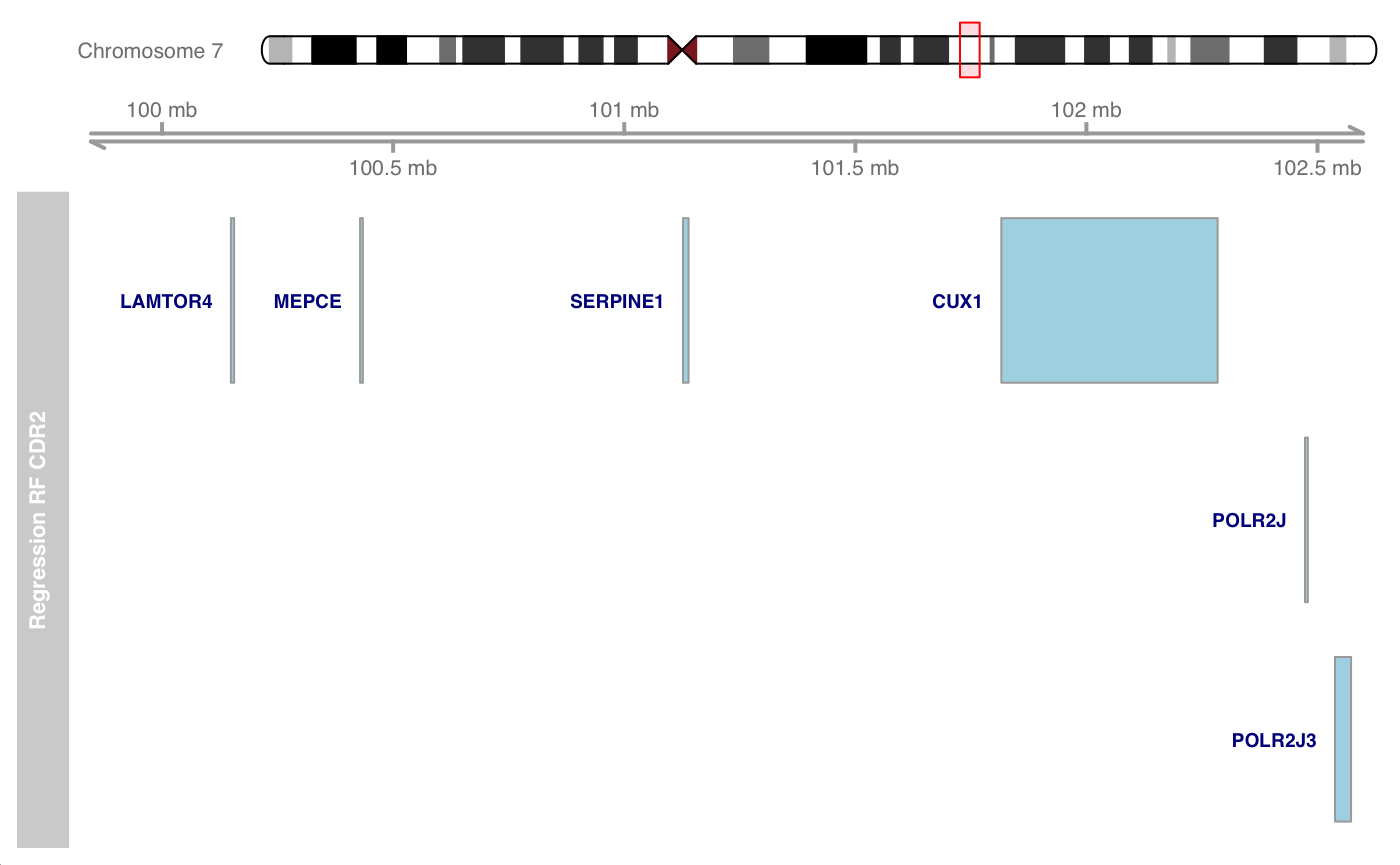 Chromosome 7
100 mb
101 mb
102 mb
100.5 mb
101.5 mb
102.5 mb
Regression RF CDR2
LAMTOR4
MEPCE
SERPINE1
CUX1
POLR2J
POLR2J3